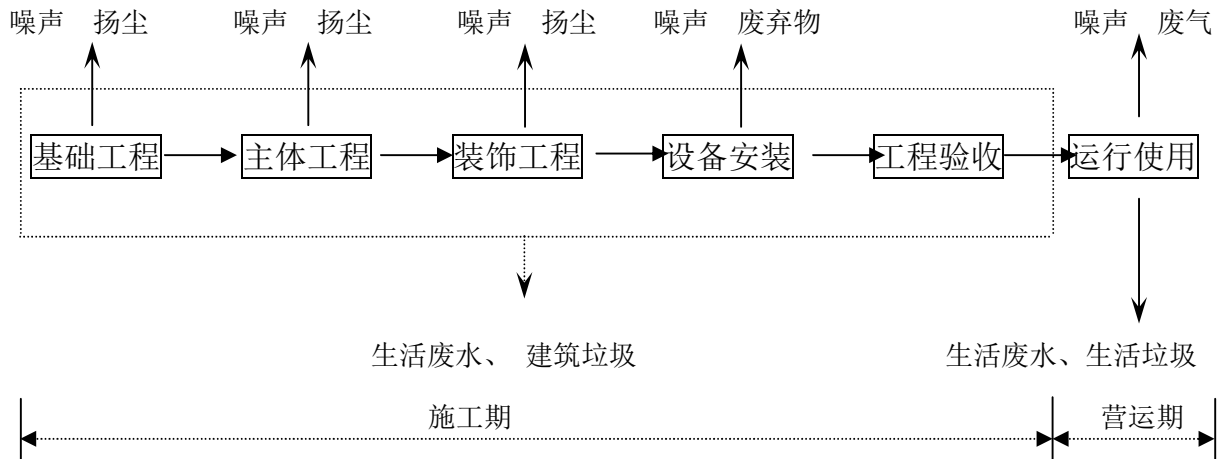 噪声 扬尘 噪声 扬尘 噪声 扬尘 噪声 废弃物 噪声 废气
基础工程 主体工程 装饰工程 设备安装 工程验收 运行使用
生活废水、 建筑垃圾 生活废水、生活垃圾
施工期 营运期